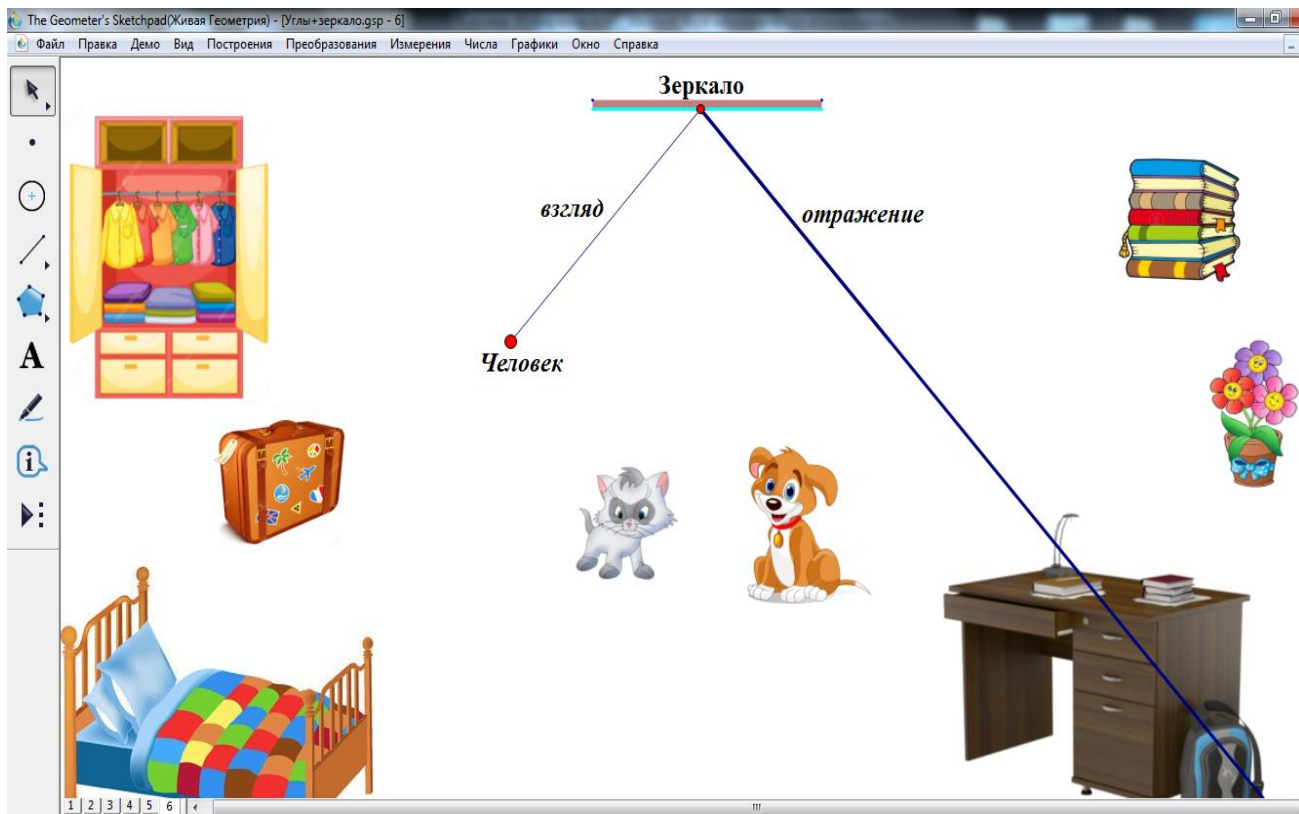 The Geometer's Sketchpad(Живая Геометрия) - [Углы+зеркало.gsp - 6]
Файл Правка Демо Вид Построения Преобразования Измерения Числа Графики Окно Справка
Зеркало
взгляд
отражение
Человек
A
1 2 3 4 5 6